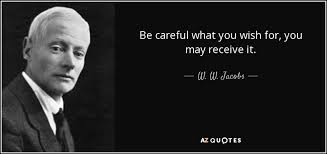 Be careful what you wish for, you
may receive it.
— W. W. Jacobs —
AZ QUOTES